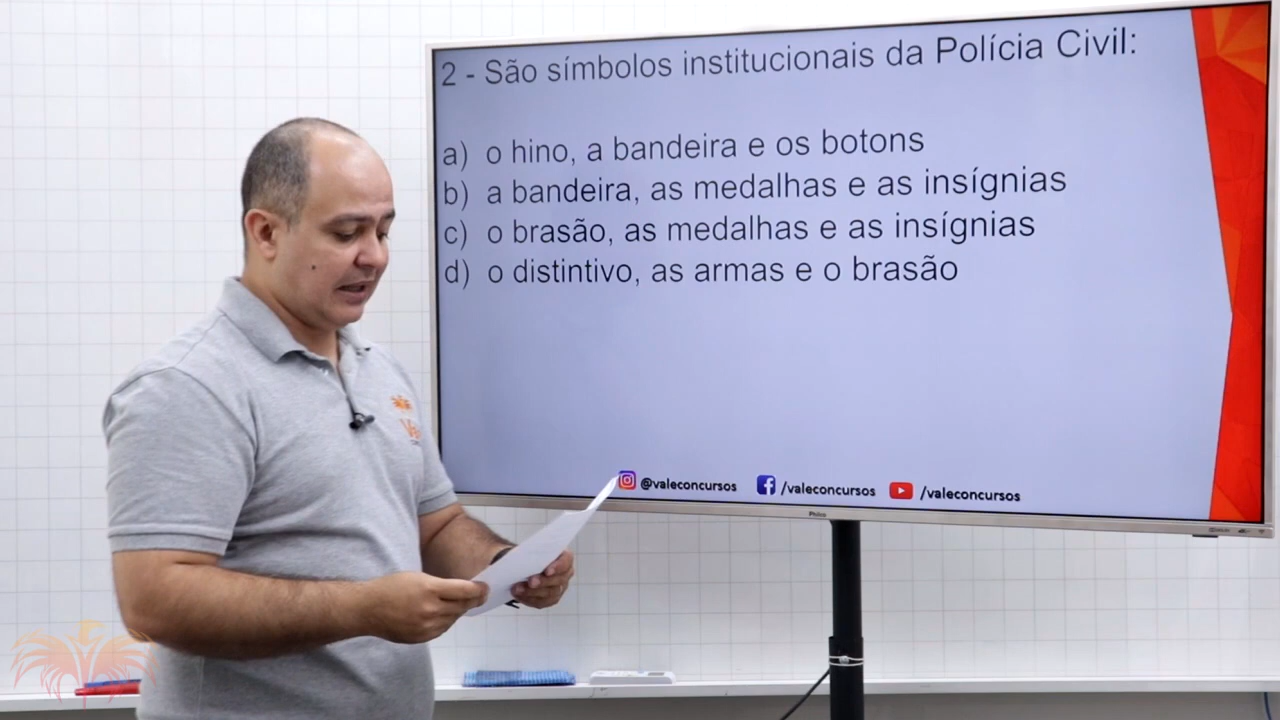 2 - São símbolos institucionais da Polícia Civil:
a) o hino, a bandeira e os botons
b) a bandeira, as medalhas e as insígnias
c) o brasão, as medalhas e as insígnias
d) o distintivo, as armas e o brasão
@valeconcursos /valeconcursos /valeconcursos
Philco